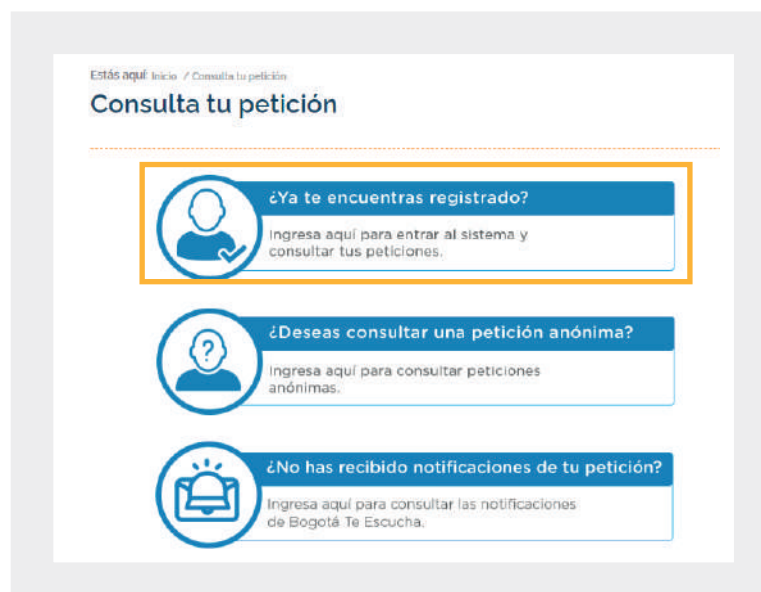 Estás aquí: Inicio / Consulta tu petición
Consulta tu petición
¿Ya te encuentras registrado?
Ingresa aquí para entrar al sistema y
consultar tus peticiones.
¿Deseas consultar una petición anónima?
?
Ingresa aquí para consultar peticiones
anónimas.
¿No has recibido notificaciones de tu petición?
Ingresa aquí para consultar las notificaciones
de Bogotá Te Escucha.